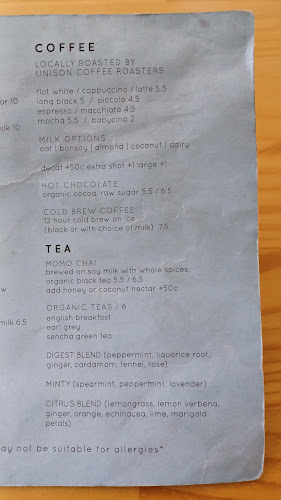 COFFEE
LOCALLY ROASTED BY
UNISON COFFEE ROASTERS
flat white / cappuccino / latte 5.5
long black 5 / piccolo 4.5
espresso / macchiato 4.5
mocha 5.5 / babycino 2
MILK OPTIONS
oat | bonsoy | almond | coconut | dairy
decaf +50c extra shot +1 large +1
HOT CHOCOLATE
organic cocoa, raw sugar 5.5 / 6.5
COLD BREW COFFEE
12 hour cold brew on ice
(black or with choice of milk) 7.5
TEA
MOMO CHAI
brewed on soy milk with whole spices,
organic black tea 5.5 / 6.5
add honey or coconut nectar +50c
ORGANIC TEAS | 6
english breakfast
earl grey
sencha green tea
DIGEST BLEND (peppermint, liquorice root,
ginger, cardamom, fennel, rose)
MINTY (spearmint, peppermint, lavender)
CITRUS BLEND (lemongrass, lemon verbena,
ginger, orange, echinacea, lime, marigold
petals)
ar 10
milk 10
w
milk 6.5
ay not be suitable for allergies*